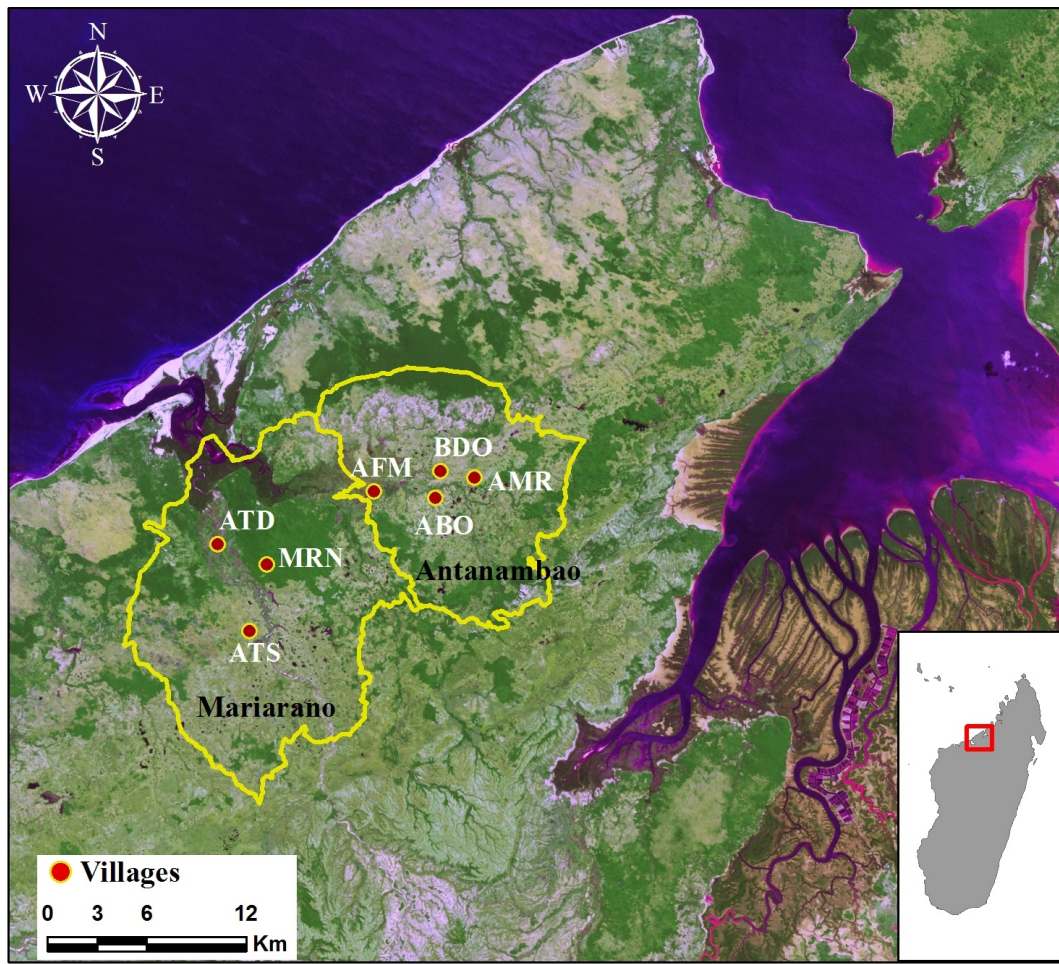 N
W E
S
BDO
AFM
AMR
ABO
ATD
MRN
Antanambao
ATS
Mariarano
Villages
0 3 6 12
Km